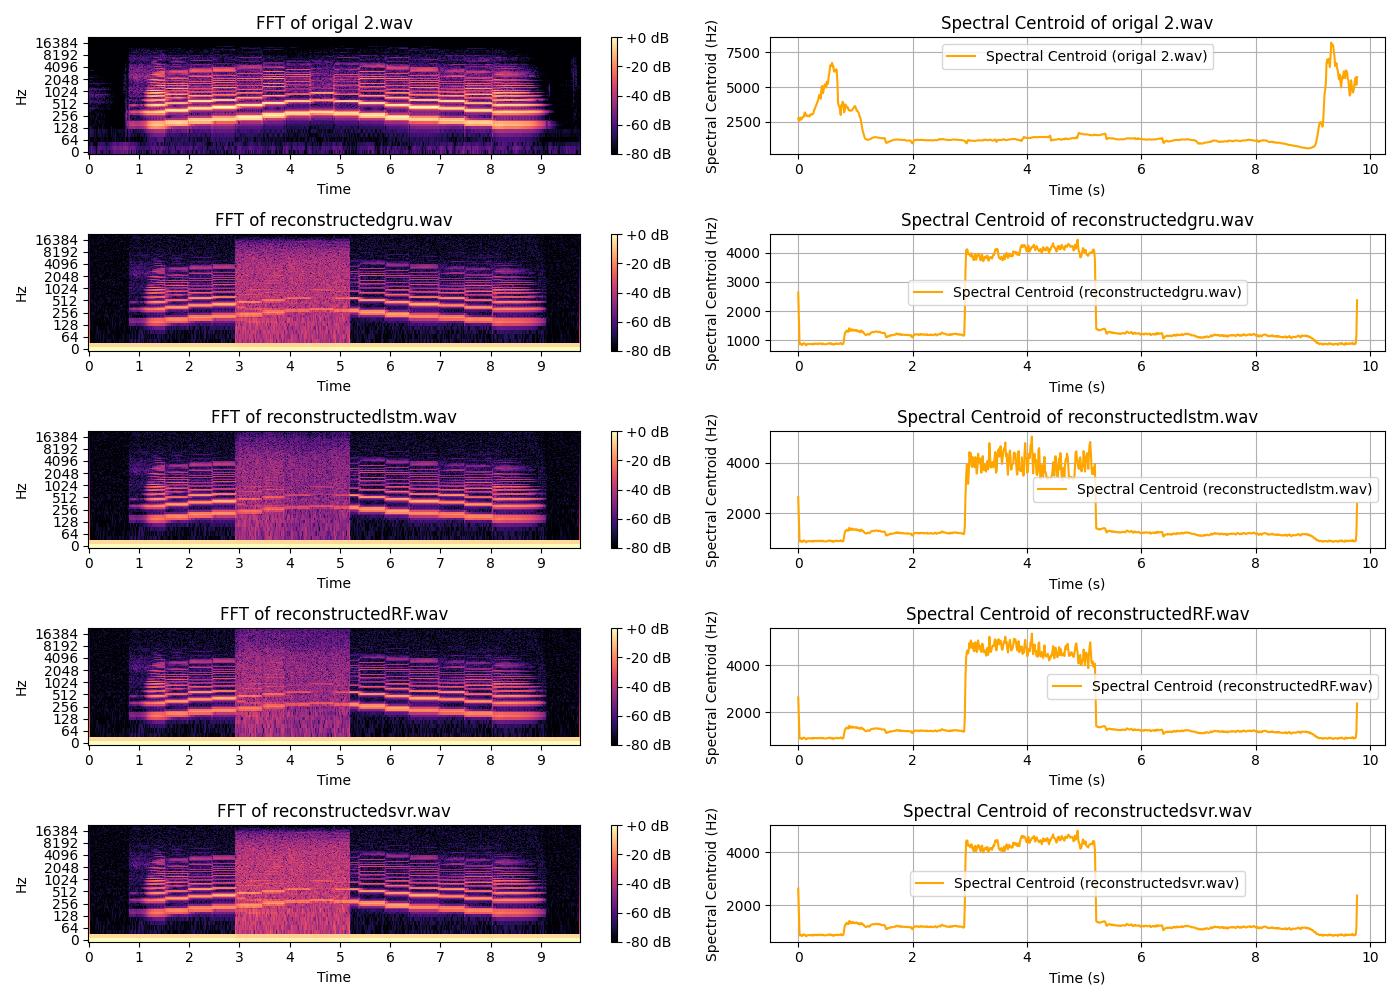 FFT of origal 2.wav
Hz
16384
8192
4096
2048
1024
512
256
128
64
0
0 1 2 3 4 5 6 7 8 9
Time
+0 dB
-20 dB
-40 dB
-60 dB
-80 dB
Spectral Centroid of origal 2.wav
Spectral Centroid (Hz)
7500
5000
2500
Spectral Centroid (origal 2.wav)
0 2 4 6 8 10
Time (s)
FFT of reconstructedgru.wav
Hz
16384
8192
4096
2048
1024
512
256
128
64
0
0 1 2 3 4 5 6 7 8 9
Time
+0 dB
-20 dB
-40 dB
-60 dB
-80 dB
Spectral Centroid of reconstructedgru.wav
Spectral Centroid (Hz)
4000
3000
2000
1000
Spectral Centroid (reconstructedgru.wav)
0 2 4 6 8 10
Time (s)
FFT of reconstructedlstm.wav
Hz
16384
8192
4096
2048
1024
512
256
128
64
0
0 1 2 3 4 5 6 7 8 9
Time
+0 dB
-20 dB
-40 dB
-60 dB
-80 dB
Spectral Centroid of reconstructedlstm.wav
Spectral Centroid (Hz)
4000
2000
Spectral Centroid (reconstructedlstm.wav)
0 2 4 6 8 10
Time (s)
FFT of reconstructedRF.wav
Hz
16384
8192
4096
2048
1024
512
256
128
64
0
0 1 2 3 4 5 6 7 8 9
Time
+0 dB
-20 dB
-40 dB
-60 dB
-80 dB
Spectral Centroid of reconstructedRF.wav
Spectral Centroid (Hz)
4000
2000
Spectral Centroid (reconstructedRF.wav)
0 2 4 6 8 10
Time (s)
FFT of reconstructedsvr.wav
Hz
16384
8192
4096
2048
1024
512
256
128
64
0
0 1 2 3 4 5 6 7 8 9
Time
+0 dB
-20 dB
-40 dB
-60 dB
-80 dB
Spectral Centroid of reconstructedsvr.wav
Spectral Centroid (Hz)
4000
2000
Spectral Centroid (reconstructedsvr.wav)
0 2 4 6 8 10
Time (s)